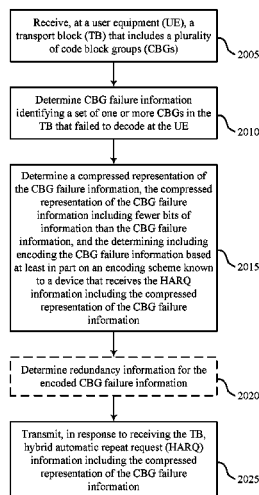 Receive, at a user equipment (UE), a
transport block (TB) that includes a plurality
of code block groups (CBGs)
2005
Determine CBG failure information
identifying a set of one or more CBGs in the
TB that failed to decode at the UE
2010
Determine a compressed representation of
the CBG failure information, the compressed
representation of the CBG failure
information including fewer bits of
information than the CBG failure
information, and the determining including
encoding the CBG failure information based
at least in part on an encoding scheme known
to a device that receives the HARQ
information including the compressed
representation of the CBG failure
information
2015
Determine redundancy information for the
encoded CBG failure information
2020
Transmit, in response to receiving the TB,
hybrid automatic repeat request (HARQ)
information including the compressed
representation of the CBG failure
information
2025